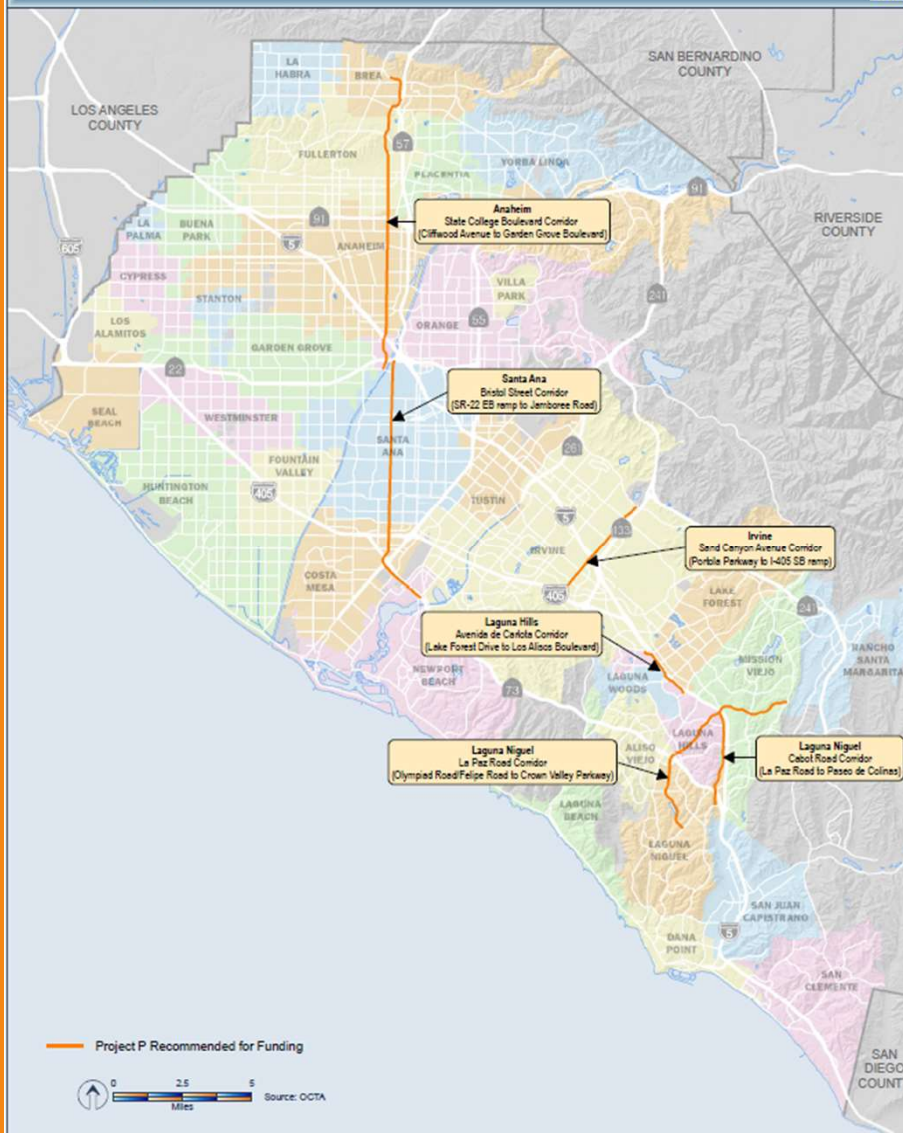 LA
HABRA
BREA
SAN BERNARDINO
COUNTY
LOS ANGELES
COUNTY
57
FULLERTON
PLACENTIA
YORBA LINDA
91
Anaheim
State College Boulevard Corridor
(Cliffwood Avenue to Garden Grove Boulevard)
RIVERSIDE
COUNTY
LA
PALMA
BUENA
PARK
91
5
ANAHEIM
605
CYPRESS
VILLA
PARK
STANTON
241
LOS
ALAMITOS
ORANGE
55
GARDEN GROVE
22
Santa Ana
Bristol Street Corridor
(SR-22 EB ramp to Jamboree Road)
SEAL
BEACH
WESTMINSTER
SANTA
ANA
FOUNTAIN
VALLEY
261
HUNTINGTON
BEACH
405
TUSTIN
5
133
IRVINE
Irvine
Sand Canyon Avenue Corridor
(Portola Parkway to I-405 SB ramp)
COSTA
MESA
405
LAKE
FOREST
241
Laguna Hills
Avenida de Carlota Corridor
(Lake Forest Drive to Los Alisos Boulevard)
RANCHO
SANTA
MARGARITA
MISSION
VIEJO
NEWPORT
BEACH
LAGUNA
WOODS
73
LAGUNA
HILLS
ALISO
VIEJO
Laguna Niguel
La Paz Road Corridor
(Olympiad Road/Felipe Road to Crown Valley Parkway)
Laguna Niguel
Cabot Road Corridor
(La Paz Road to Paseo de Colinas)
LAGUNA
BEACH
LAGUNA
NIGUEL
SAN JUAN
CAPISTRANO
5
DANA
POINT
SAN
CLEMENTE
Project P Recommended for Funding
SAN
DIEGO
COUNT
0 2.5 5
Miles
Source: OCTA